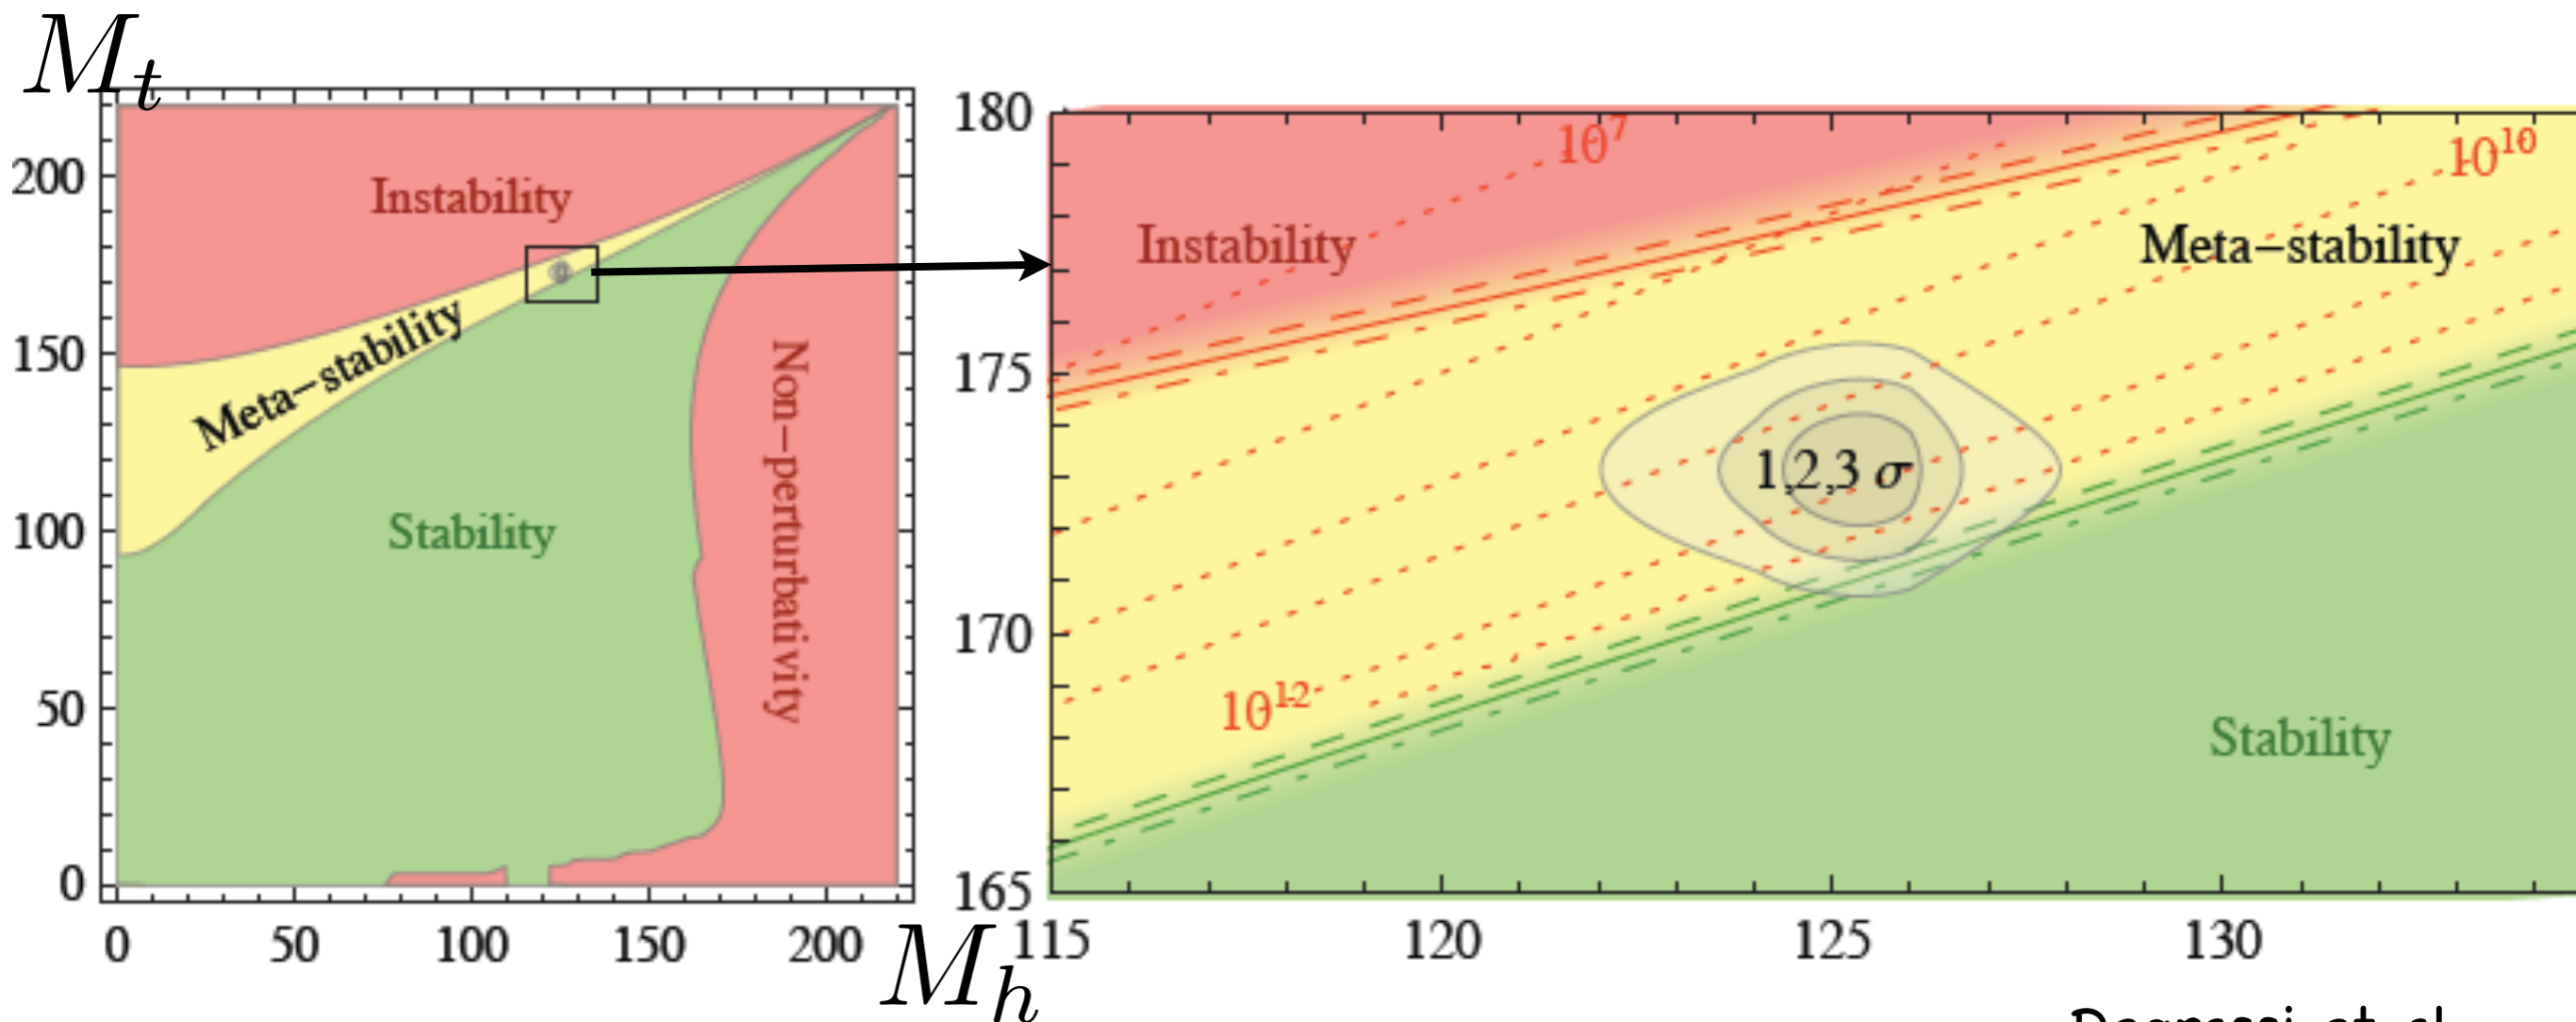 M_t
200
150
100
50
0
0 50 100 150 200
Instability
Meta−stability
Stability
Non−perturbativity
M_h
180
175
170
165
115 120 125 130
10^7
10^10
Instability
Meta−stability
1,2,3 σ
10^12
Stability